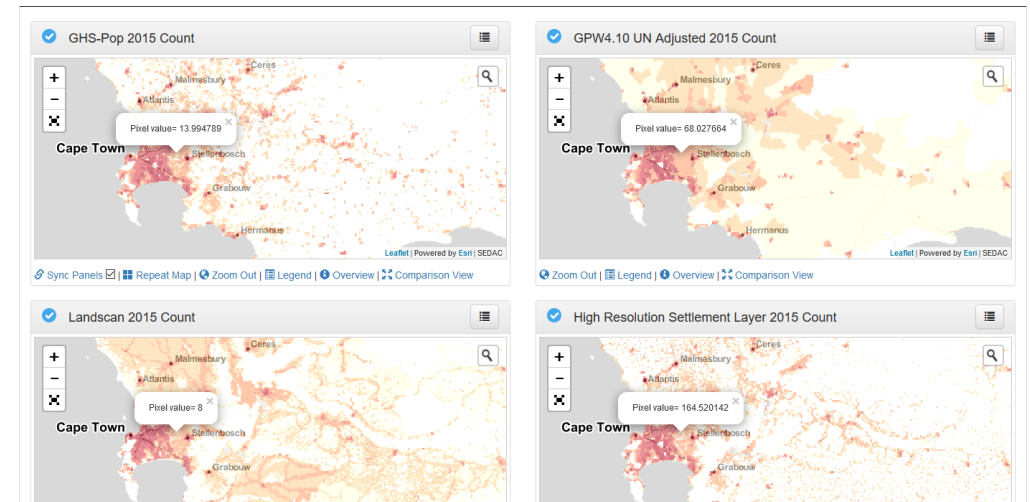 GHS-Pop 2015 Count
+
−
Ceres
Malmesbury
Atlantis
Pixel value= 13.994789 ×
Cape Town
Stellenbosch
Grabouw
Hermanus
Leaflet | Powered by Esri | SEDAC
Sync Panels | Repeat Map | Zoom Out | Legend | Overview | Comparison View
GPW4.10 UN Adjusted 2015 Count
+
−
Ceres
Malmesbury
Atlantis
Pixel value= 68.027664 ×
Cape Town
Stellenbosch
Grabouw
Hermanus
Leaflet | Powered by Esri | SEDAC
Zoom Out | Legend | Overview | Comparison View
Landscan 2015 Count
+
−
Ceres
Malmesbury
Atlantis
Pixel value= 8 ×
Cape Town
Stellenbosch
Grabouw
High Resolution Settlement Layer 2015 Count
+
−
Ceres
Malmesbury
Atlantis
Pixel value= 164.520142 ×
Cape Town
Stellenbosch
Grabouw